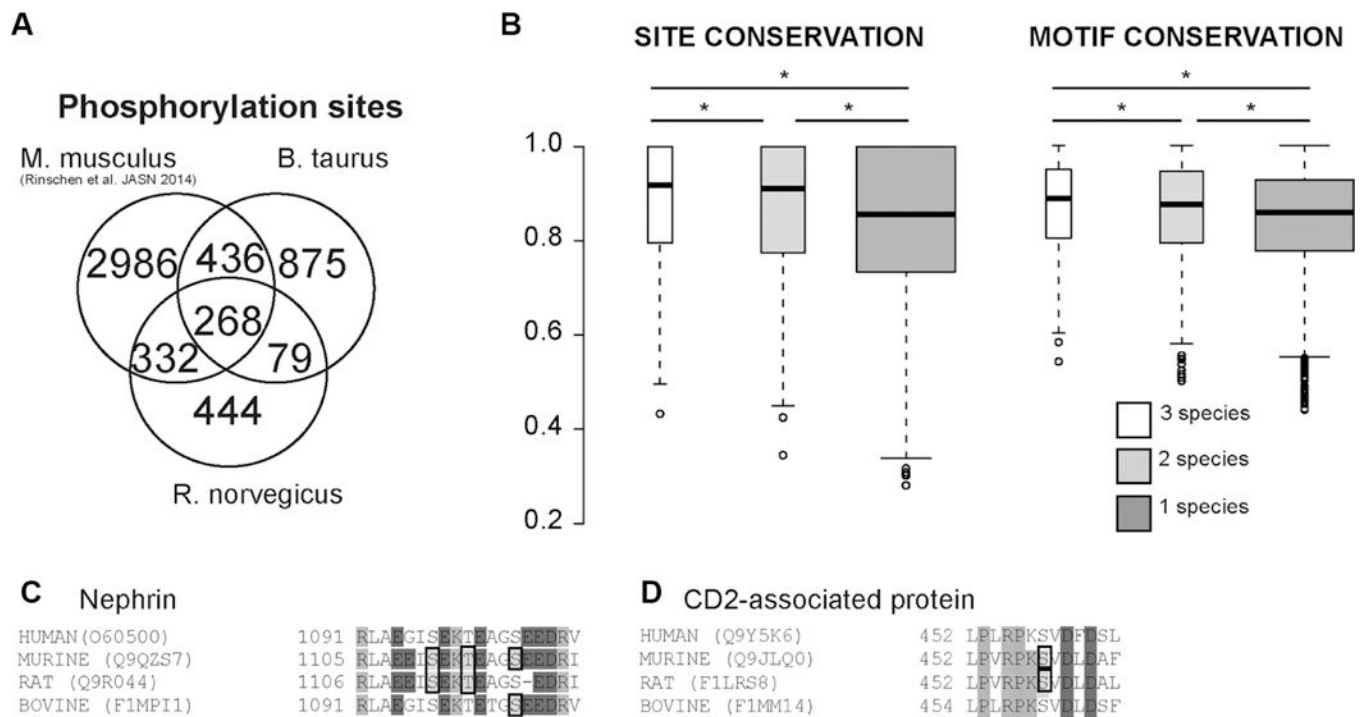 A
Phosphorylation sites
M. musculus
(Rinschen et al. JASN 2014)
B. taurus
2986
436
875
268
332
79
444
R. norvegicus
B
SITE CONSERVATION
MOTIF CONSERVATION
*
*
*
*
*
*
1.0
0.8
0.6
0.4
0.2
3 species
2 species
1 species
C Nephrin
HUMAN(O60500) 1091 RLAEGISEKTEAGSEEDRV
MURINE (Q9QZS7) 1105 RLAEEISEKTEAGSEEDRI
RAT (Q9R044) 1106 RLAEEISEKTEAGS-EDRI
BOVINE (F1MPI1) 1091 RLAEGISEKTEAGSEEDRV
D CD2-associated protein
HUMAN (Q9Y5K6) 452 LPLRPKSVDFDSL
MURINE (Q9JLQ0) 452 LPVRPKSVDLDAF
RAT (F1LRS8) 452 LPVRPKSVDLDAL
BOVINE (F1MM14) 454 LPLRPKSVDLDSF